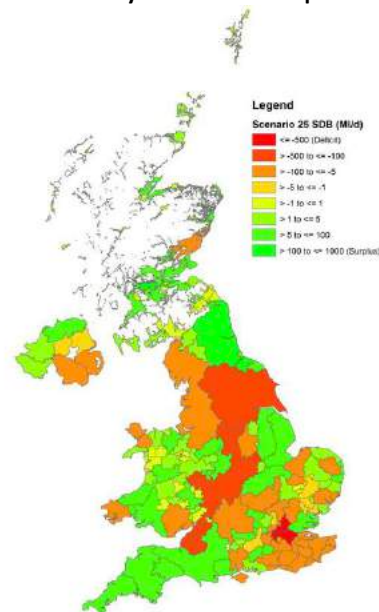 Legend
Scenario 25 SDB (Ml/d)
<= -500 (Deficit)
> -500 to <= -100
> -100 to <= -5
> -5 to <= -1
> -1 to <= 1
> 1 to <= 5
> 5 to <= 100
> 100 to <= 1000 (Surplus)